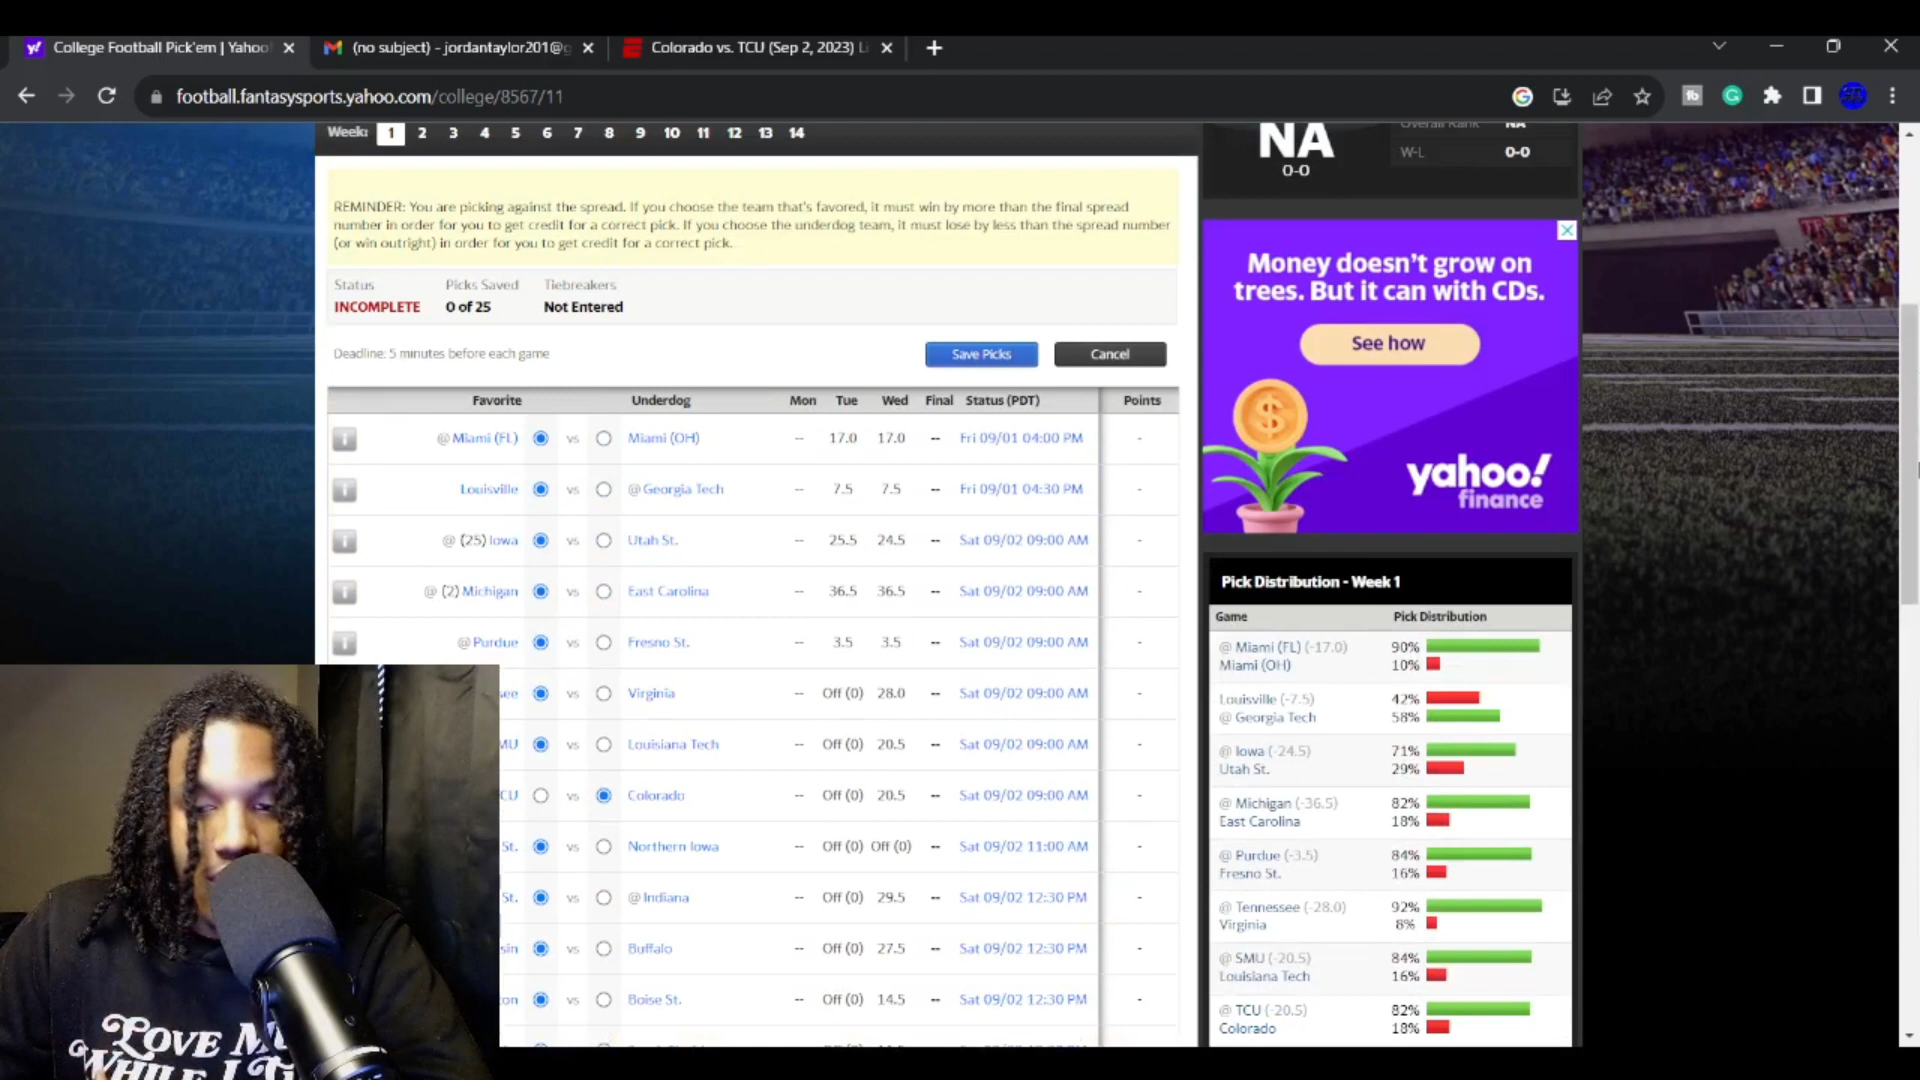 College Football Pick'em | Yahoo
(no subject) - jordantaylor201@g
Colorado vs. TCU (Sep 2, 2023) Li
football.fantasysports.yahoo.com/college/8567/11
Week: 1 2 3 4 5 6 7 8 9 10 11 12 13 14
REMINDER: You are picking against the spread. If you choose the team that's favored, it must win by more than the final spread
number in order for you to get credit for a correct pick. If you choose the underdog team, it must lose by less than the spread number
(or win outright) in order for you to get credit for a correct pick.
Status Picks Saved Tiebreakers
INCOMPLETE 0 of 25 Not Entered
Deadline: 5 minutes before each game Save Picks Cancel
Favorite Underdog Mon Tue Wed Final Status (PDT) Points
@ Miami (FL) vs Miami (OH) -- 17.0 17.0 -- Fri 09/01 04:00 PM -
Louisville vs @ Georgia Tech -- 7.5 7.5 -- Fri 09/01 04:30 PM -
@ (25) Iowa vs Utah St. 25.5 24.5 -- Sat 09/02 09:00 AM -
@ (2) Michigan vs East Carolina -- 36.5 36.5 -- Sat 09/02 09:00 AM -
@ Purdue vs Fresno St. -- 3.5 3.5 -- Sat 09/02 09:00 AM -
see vs Virginia -- Off (0) 28.0 -- Sat 09/02 09:00 AM -
MU vs Louisiana Tech -- Off (0) 20.5 -- Sat 09/02 09:00 AM -
CU vs Colorado -- Off (0) 20.5 -- Sat 09/02 09:00 AM -
St. vs Northern Iowa -- Off (0) Off (0) -- Sat 09/02 11:00 AM -
St. vs @ Indiana -- Off (0) 29.5 -- Sat 09/02 12:30 PM -
sin vs Buffalo -- Off (0) 27.5 -- Sat 09/02 12:30 PM -
on vs Boise St. -- Off (0) 14.5 -- Sat 09/02 12:30 PM -
NA
0-0
Overall Rank NA
W-L 0-0
Money doesn't grow on
trees. But it can with CDs.
See how
yahoo!
finance
Pick Distribution - Week 1
Game Pick Distribution
@ Miami (FL) (-17.0) 90%
Miami (OH) 10%
Louisville (-7.5) 42%
@ Georgia Tech 58%
@ Iowa (-24.5) 71%
Utah St. 29%
@ Michigan (-36.5) 82%
East Carolina 18%
@ Purdue (-3.5) 84%
Fresno St. 16%
@ Tennessee (-28.0) 92%
Virginia 8%
@ SMU (-20.5) 84%
Louisiana Tech 16%
@ TCU (-20.5) 82%
Colorado 18%
LOVE M
WHILE I